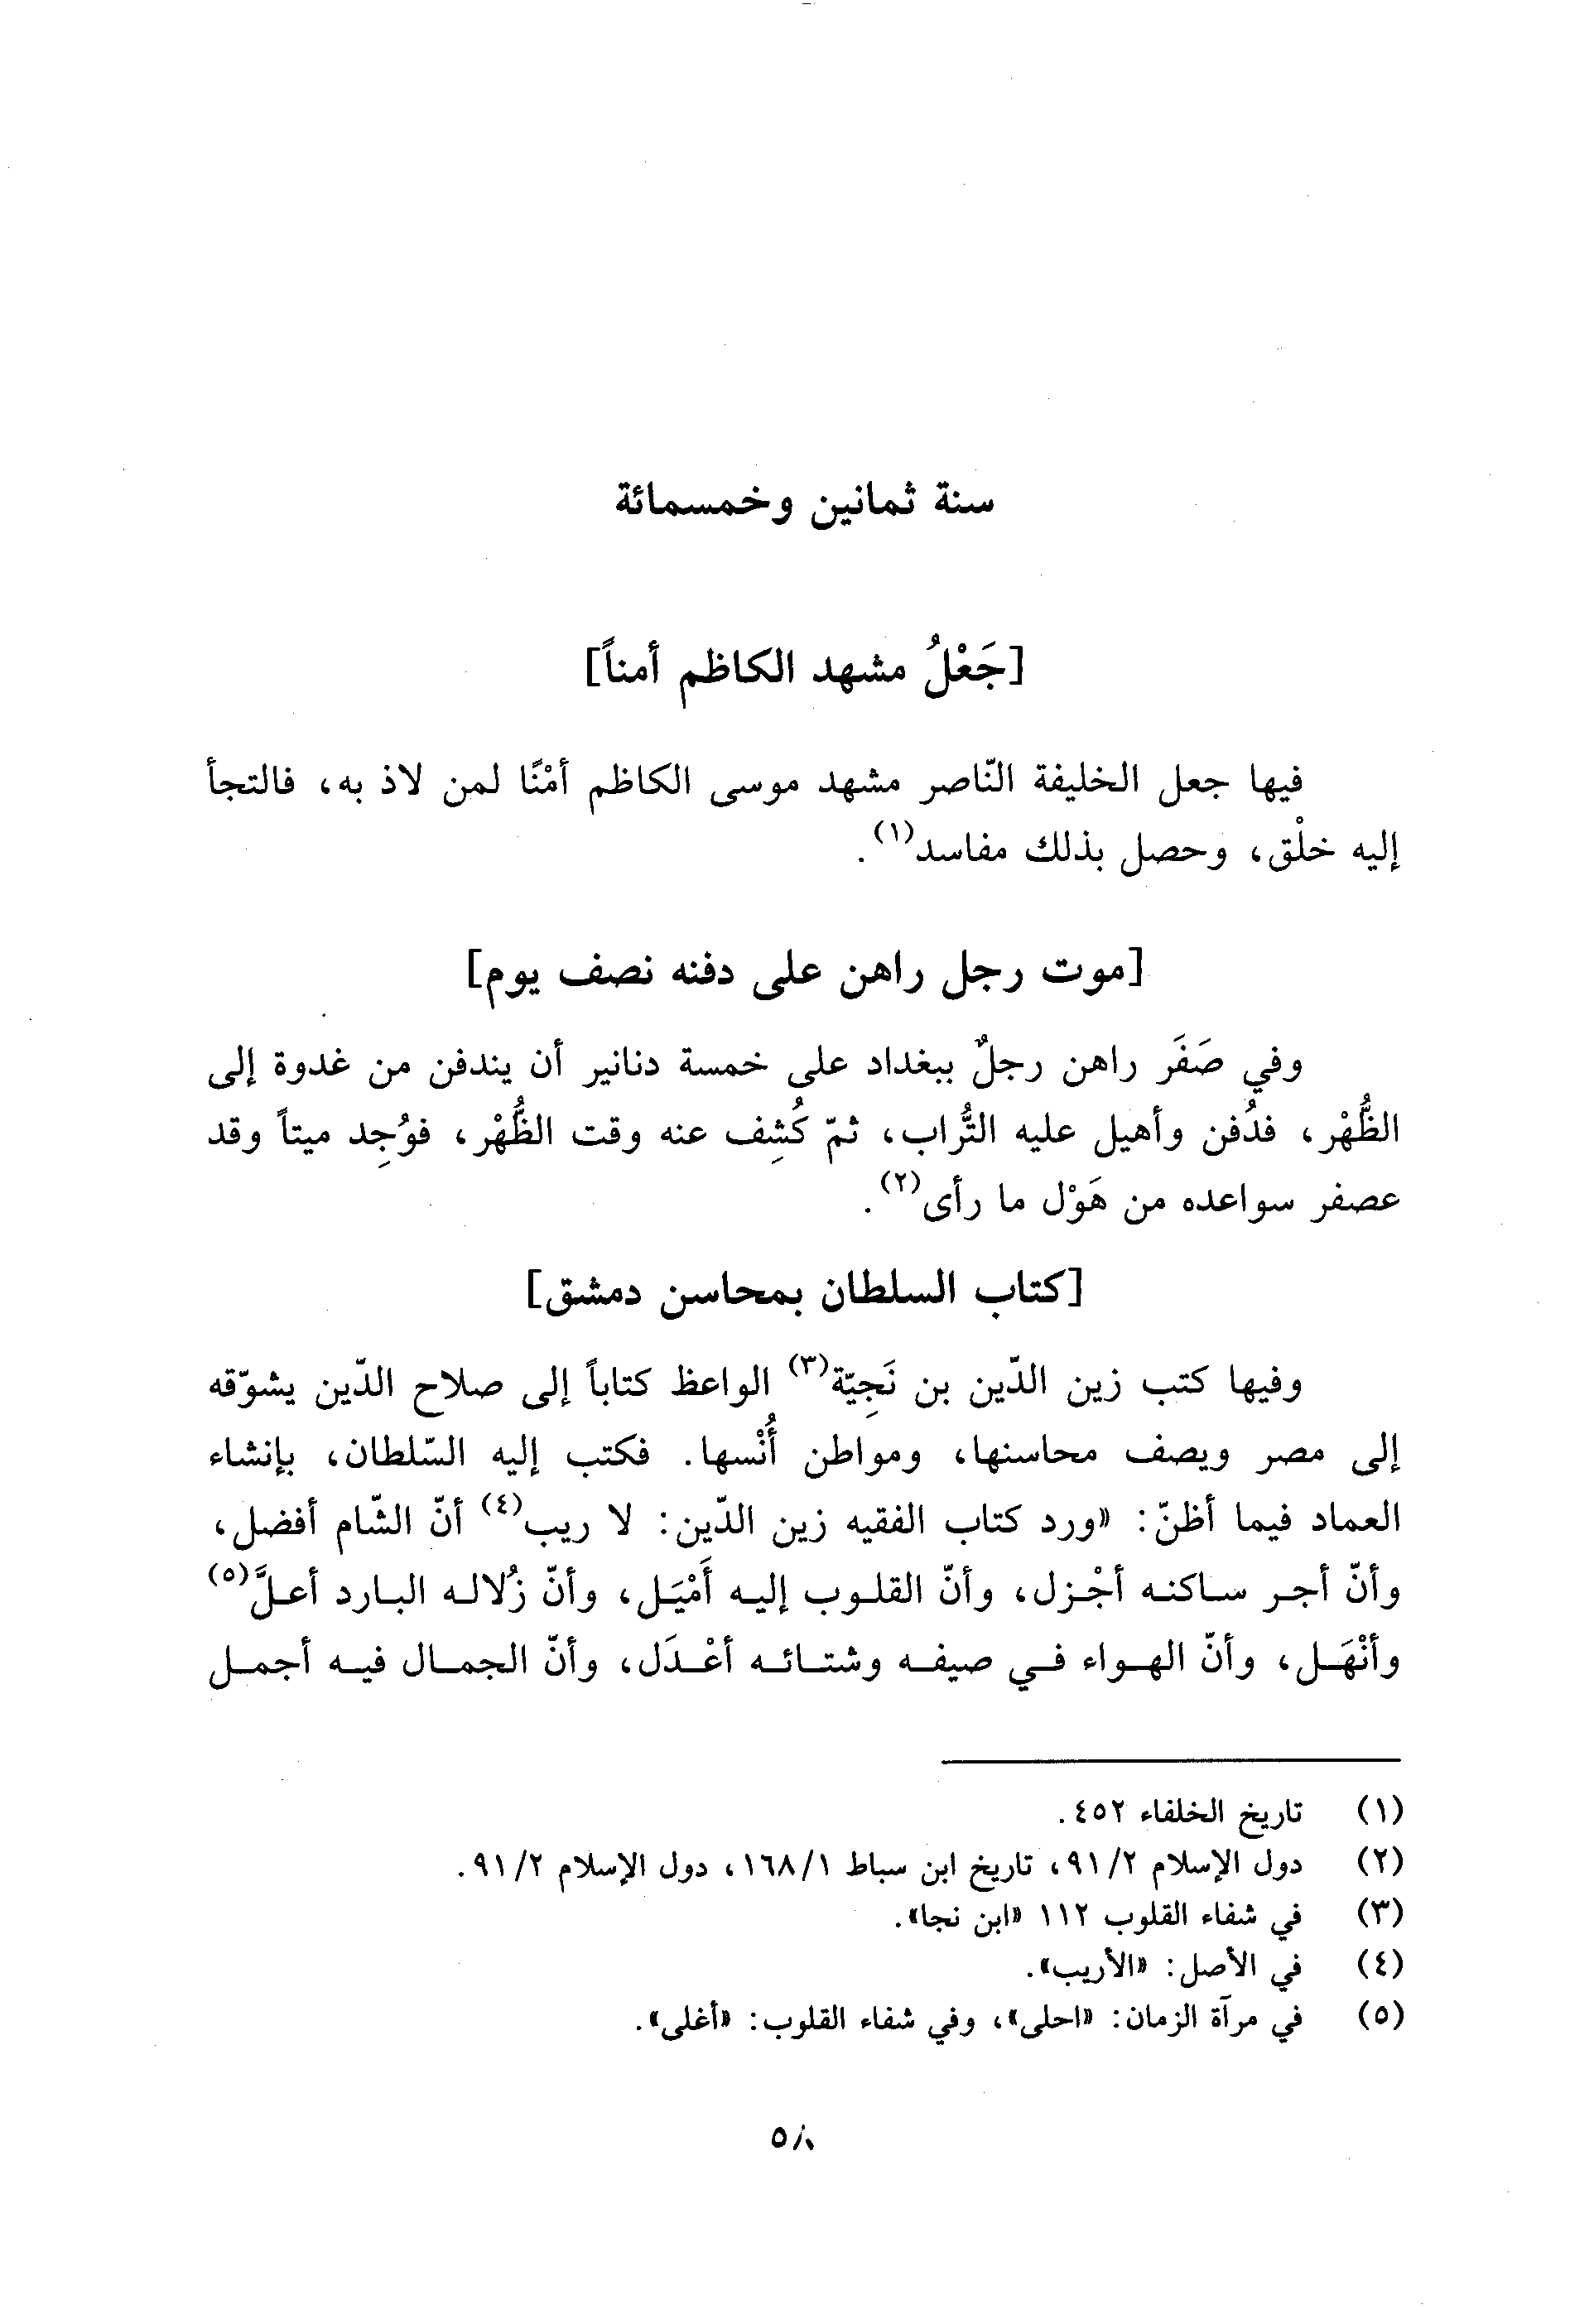 سنة ثمانين وخمسمائة
[جَعْلُ مشهد الكاظم أمناً]
فيها جعل الخليفة النّاصر مشهد موسى الكاظم أمْنًا لمن لاذ به، فالتجأ
إليه خلْق، وحصل بذلك مفاسد(١).
[موت رجل راهن على دفنه نصف يوم]
وفي صَفَر راهن رجلٌ ببغداد على خمسة دنانير أن يندفن من غدوة إلى
الظُّهْر، فدُفن وأهيل عليه التُّراب، ثمّ كُشِف عنه وقت الظُّهْر، فوُجِد ميتاً وقد
عصفر سواعده من هَوْل ما رأى(٢).
[كتاب السلطان بمحاسن دمشق]
وفيها كتب زين الدّين بن نَجِيّة(٣) الواعظ كتاباً إلى صلاح الدّين يشوّقه
إلى مصر ويصف محاسنها، ومواطن أُنْسها. فكتب إليه السّلطان، بإنشاء
العماد فيما أظنّ: «ورد كتاب الفقيه زين الدّين: لا ريب(٤) أنّ الشّام أفضل،
وأنّ أجر ساكنه أجْزل، وأنّ القلوب إليه أَمْيَل، وأنّ زُلاله البارد أعلَّ(٥)
وأنْهَل، وأنّ الهواء في صيفه وشتائه أعْدَل، وأنّ الجمال فيه أجمل
(١) تاريخ الخلفاء ٤٥٢.
(٢) دول الإسلام ٩١/٢، تاريخ ابن سباط ١٦٨/١، دول الإسلام ٩١/٢.
(٣) في شفاء القلوب ١١٢ «ابن نجا».
(٤) في الأصل: «الأريب».
(٥) في مرآة الزمان: «احلى»، وفي شفاء القلوب: «أغلى».